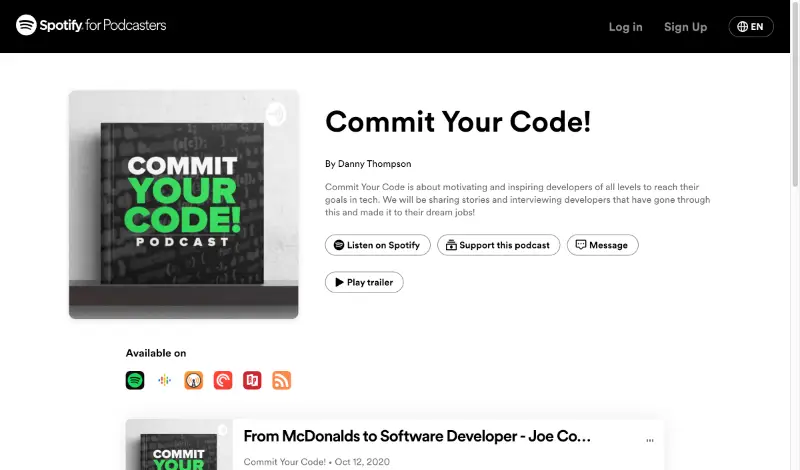 Spotify for Podcasters
Log in
Sign Up
EN
COMMIT
YOUR
CODE!
PODCAST
Commit Your Code!
By Danny Thompson
Commit Your Code is about motivating and inspiring developers of all levels to reach their
goals in tech. We will be sharing stories and interviewing developers that have gone through
this and made it to their dream jobs!
Listen on Spotify
Support this podcast
Message
Play trailer
Available on
COMMIT
YOUR
From McDonalds to Software Developer - Joe Co…
...
Commit Your Code! • Oct 12, 2020